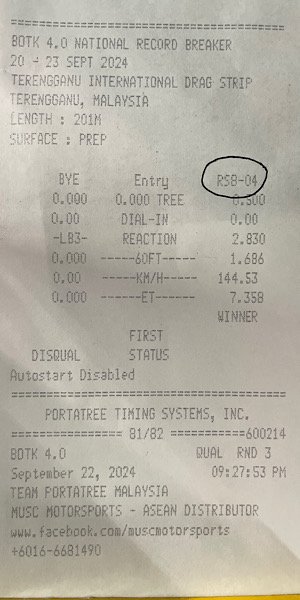 BOTK 4.0 NATIONAL RECORD BREAKER
20 - 23 SEPT 2024
TERENGGANU INTERNATIONAL DRAG STRIP
TERENGGANU, MALAYSIA
LENGTH : 201M
SURFACE : PREP
BYE Entry RSB-04
0.000 0.000 TREE 0.500
0.00 DIAL-IN 0.00
-LB3- REACTION 2.830
0.000 ------60FT----- 1.686
0.00 -----KM/H----- 144.53
0.000 ------ET----- 7.358
WINNER
FIRST
DISQUAL STATUS
Autostart Disabled
PORTATREE TIMING SYSTEMS, INC.
================ 81/82 ===========600214
BOTK 4.0 QUAL RND 3
September 22, 2024 09:27:53 PM
TEAM PORTATREE MALAYSIA
MUSC MOTORSPORTS - ASEAN DISTRIBUTOR
www.facebook.com/muscmotorsports
+6016-6681490